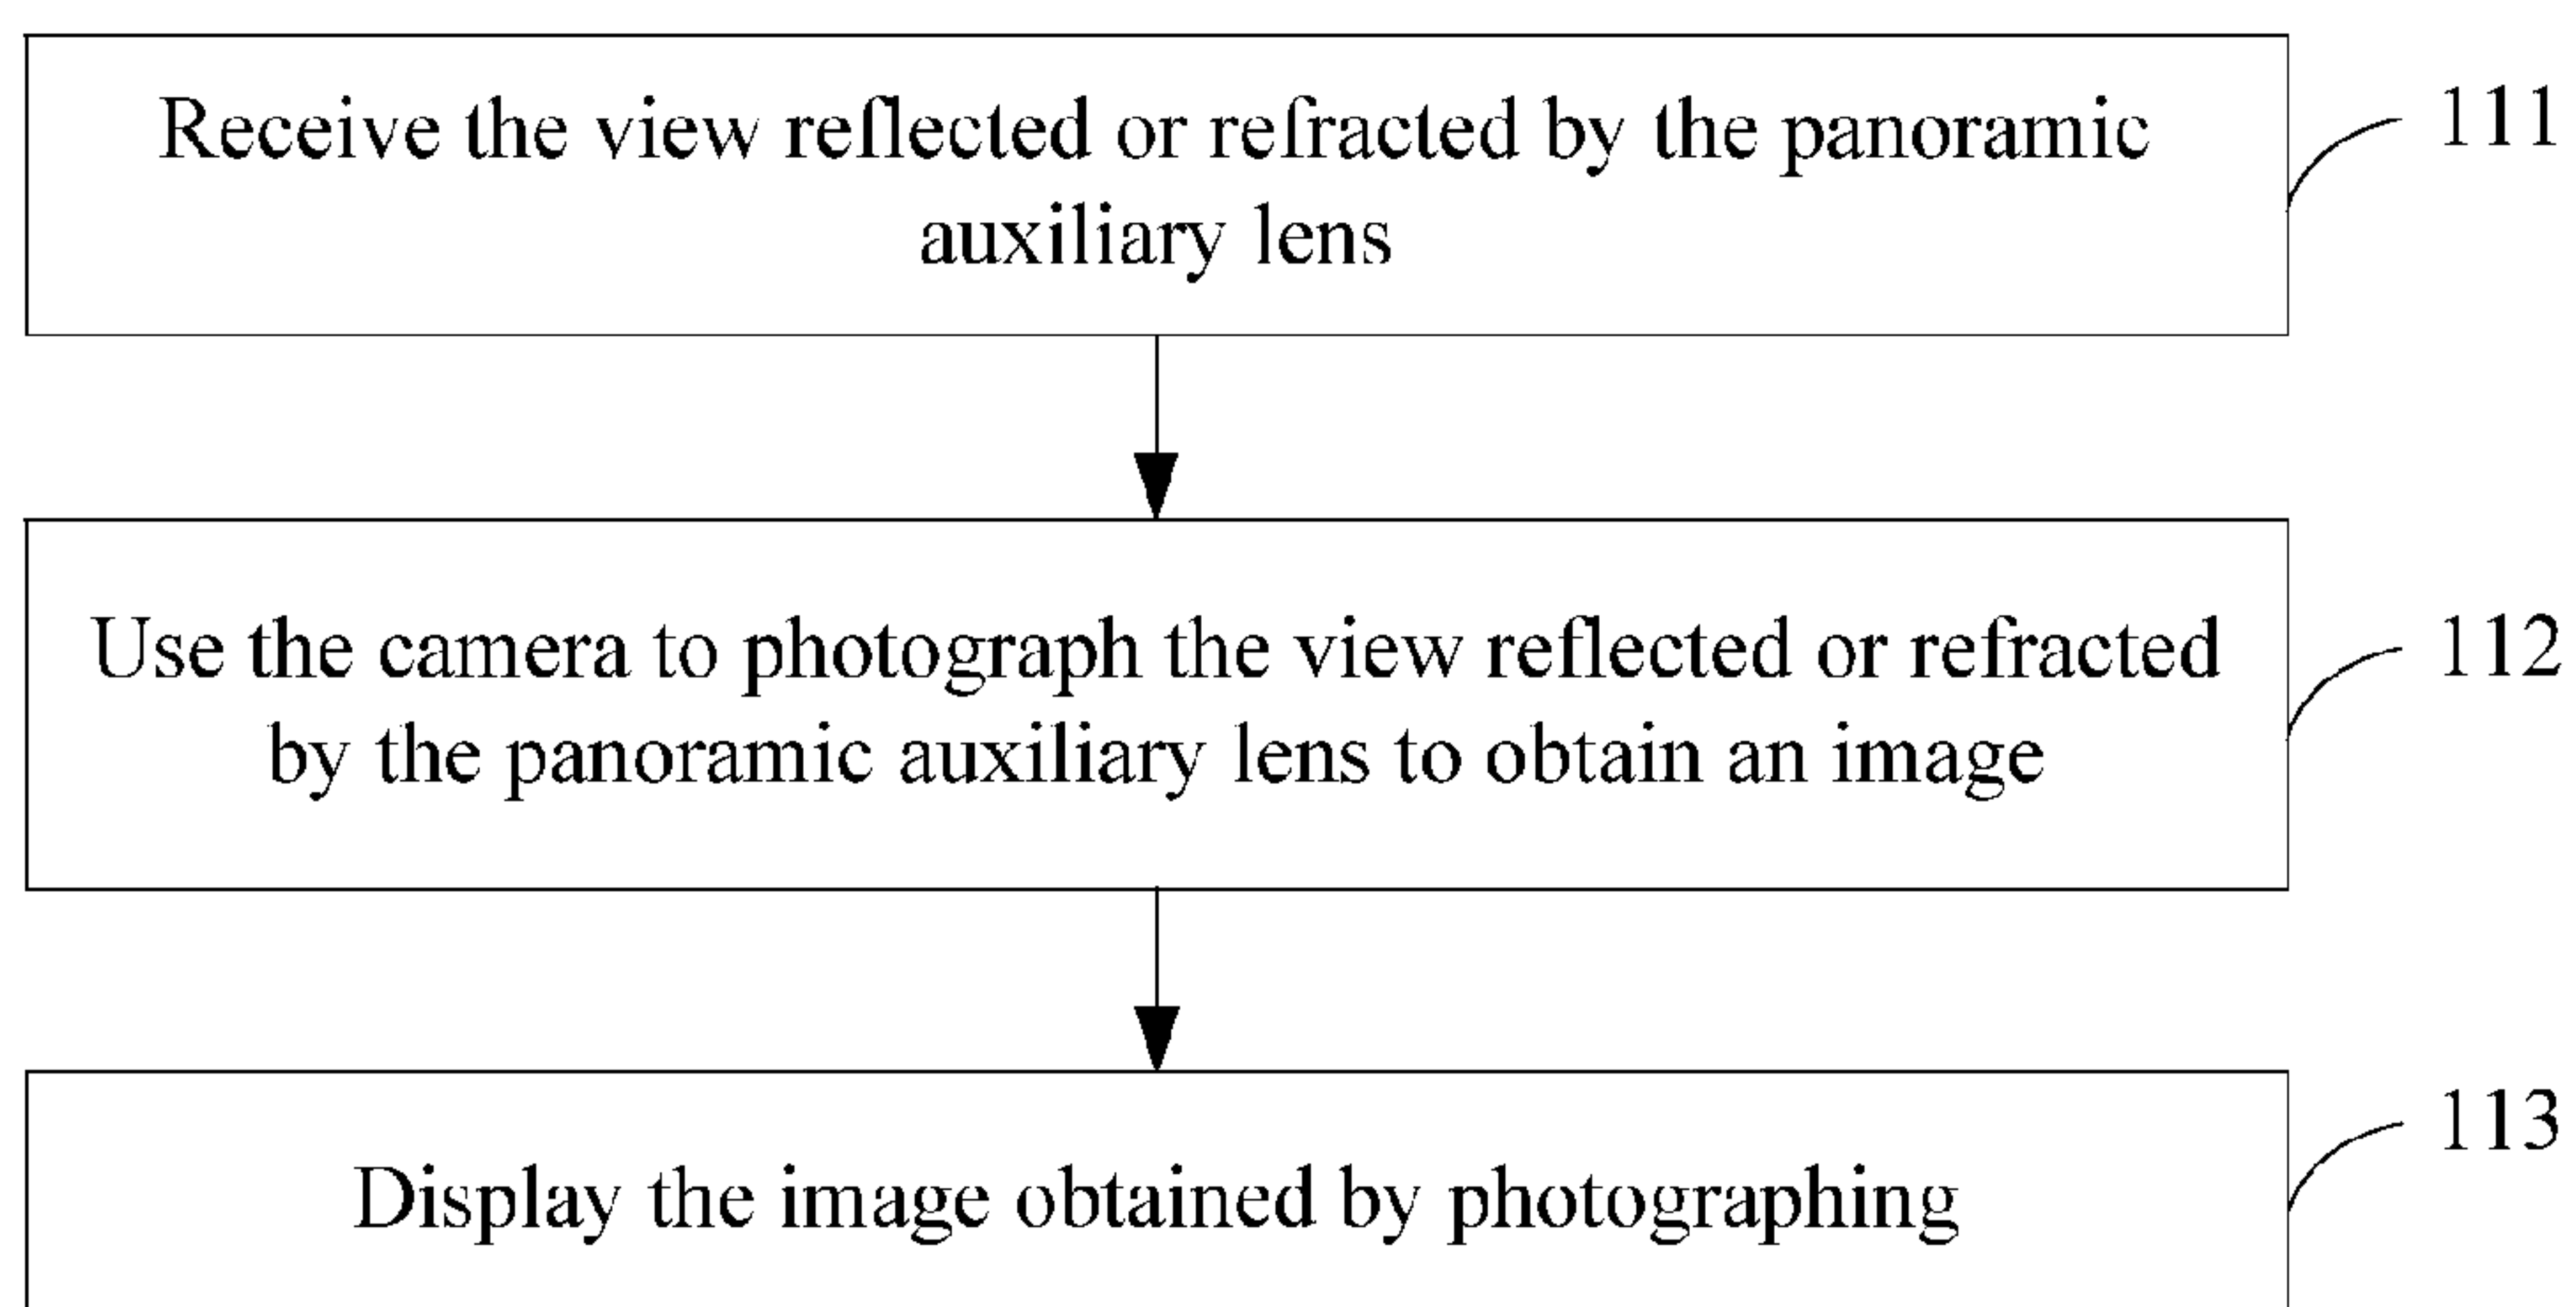 Receive the view reflected or refracted by the panoramic
auxiliary lens
111
Use the camera to photograph the view reflected or refracted
by the panoramic auxiliary lens to obtain an image
112
Display the image obtained by photographing
113